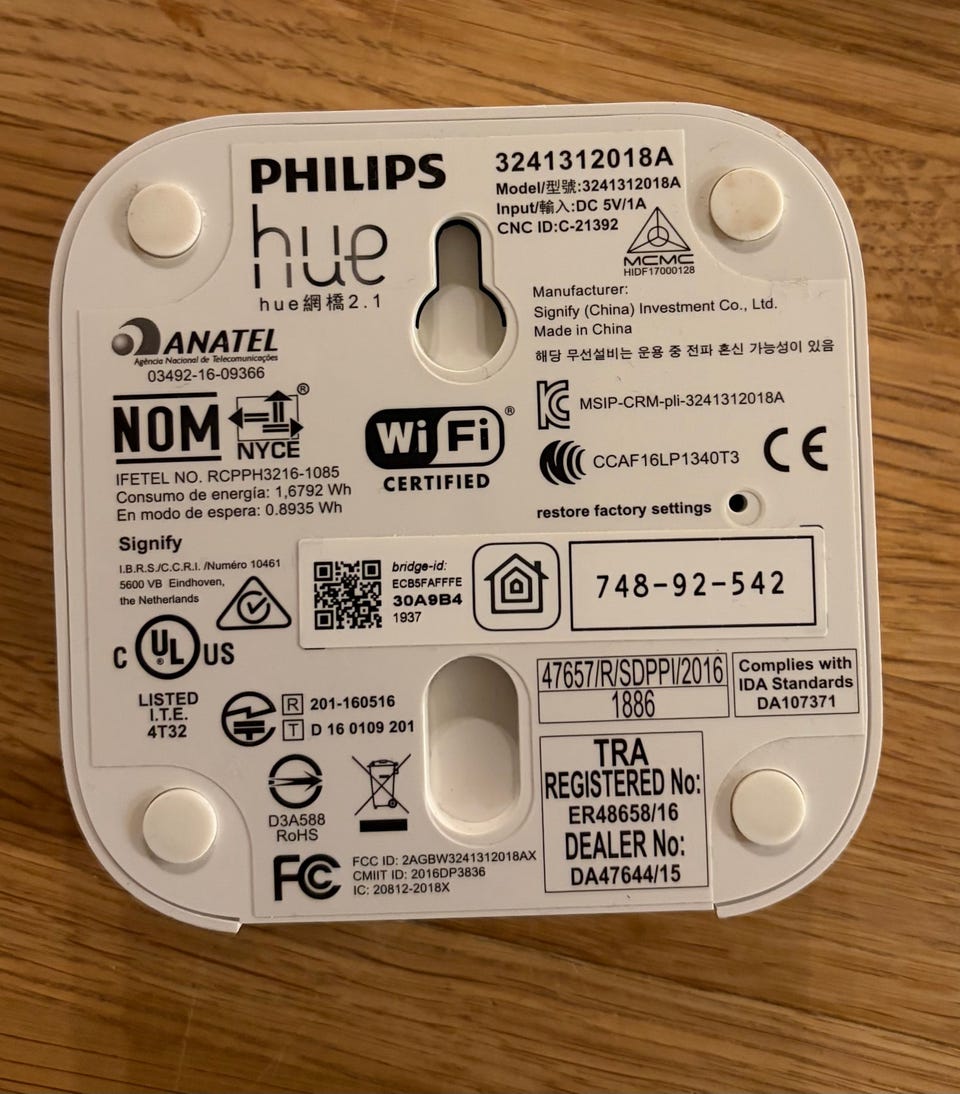 PHILIPS
hue
hue網橋2.1
3241312018A
Model/型號:3241312018A
Input/輸入:DC 5V/1A
CNC ID:C-21392
MCMC
HIDF17000128
Manufacturer:
Signify (China) Investment Co., Ltd.
Made in China
해당 무선설비는 운용 중 전파 혼신 가능성이 있음
ANATEL
Agência Nacional de Telecomunicações
03492-16-09366
NOM
®
NYCE
IFETEL NO. RCPPH3216-1085
Consumo de energía: 1,6792 Wh
En modo de espera: 0.8935 Wh
Wi Fi ®
CERTIFIED
MSIP-CRM-pli-3241312018A
CCAF16LP1340T3
CE
restore factory settings
Signify
I.B.R.S./C.C.R.I. /Numéro 10461
5600 VB Eindhoven,
the Netherlands
bridge-id:
ECB5FAFFFE
30A9B4
1937
748-92-542
C UL ® US
LISTED
I.T.E.
4T32
R 201-160516
T D 16 0109 201
D3A588
RoHS
FC
FCC ID: 2AGBW3241312018AX
CMIIT ID: 2016DP3836
IC: 20812-2018X
47657/R/SDPPI/2016
1886
Complies with
IDA Standards
DA107371
TRA
REGISTERED No:
ER48658/16
DEALER No:
DA47644/15